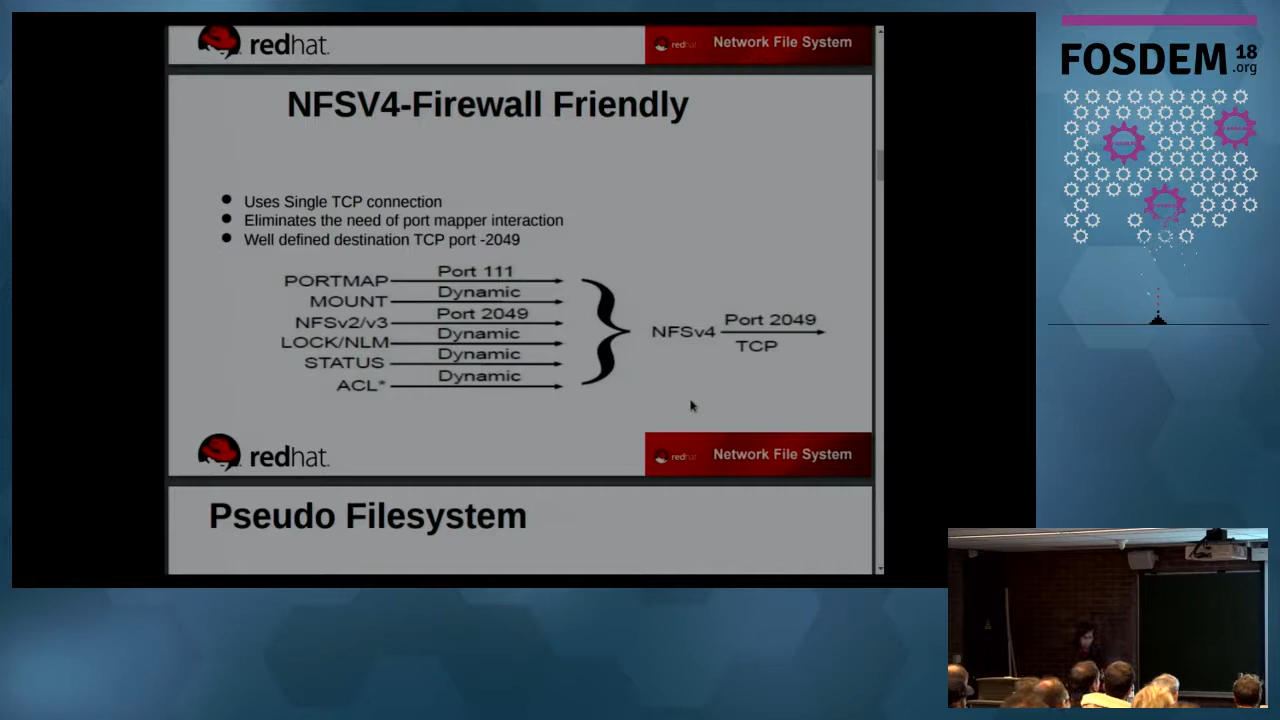 redhat.
redhat Network File System
NFSV4-Firewall Friendly
Uses Single TCP connection
Eliminates the need of port mapper interaction
Well defined destination TCP port -2049
PORTMAP Port 111
MOUNT Dynamic
NFSv2/v3 Port 2049
LOCK/NLM Dynamic
STATUS Dynamic
ACL* Dynamic
NFSv4 Port 2049
TCP
redhat.
redhat Network File System
Pseudo Filesystem
FOSDEM 18
.org